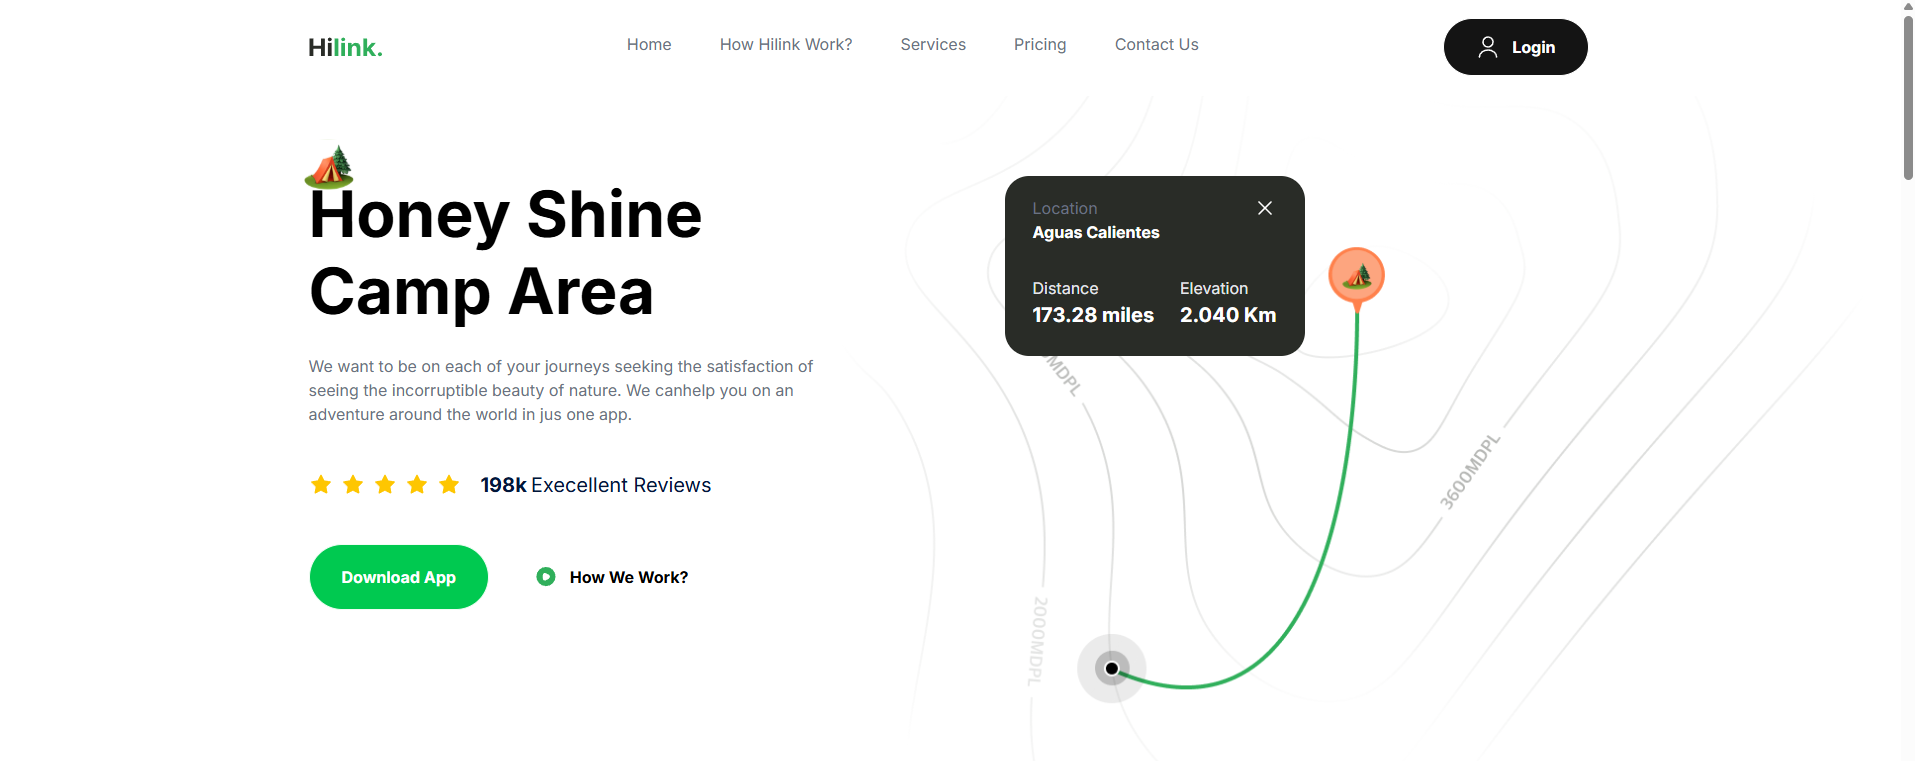 Hilink.
Home
How Hilink Work?
Services
Pricing
Contact Us
Login
Honey Shine
Camp Area
We want to be on each of your journeys seeking the satisfaction of
seeing the incorruptible beauty of nature. We canhelp you on an
adventure around the world in jus one app.
198k Execellent Reviews
Download App
How We Work?
Location
Aguas Calientes
Distance
173.28 miles
Elevation
2.040 Km
MDPL
3600MDPL
2000MDPL